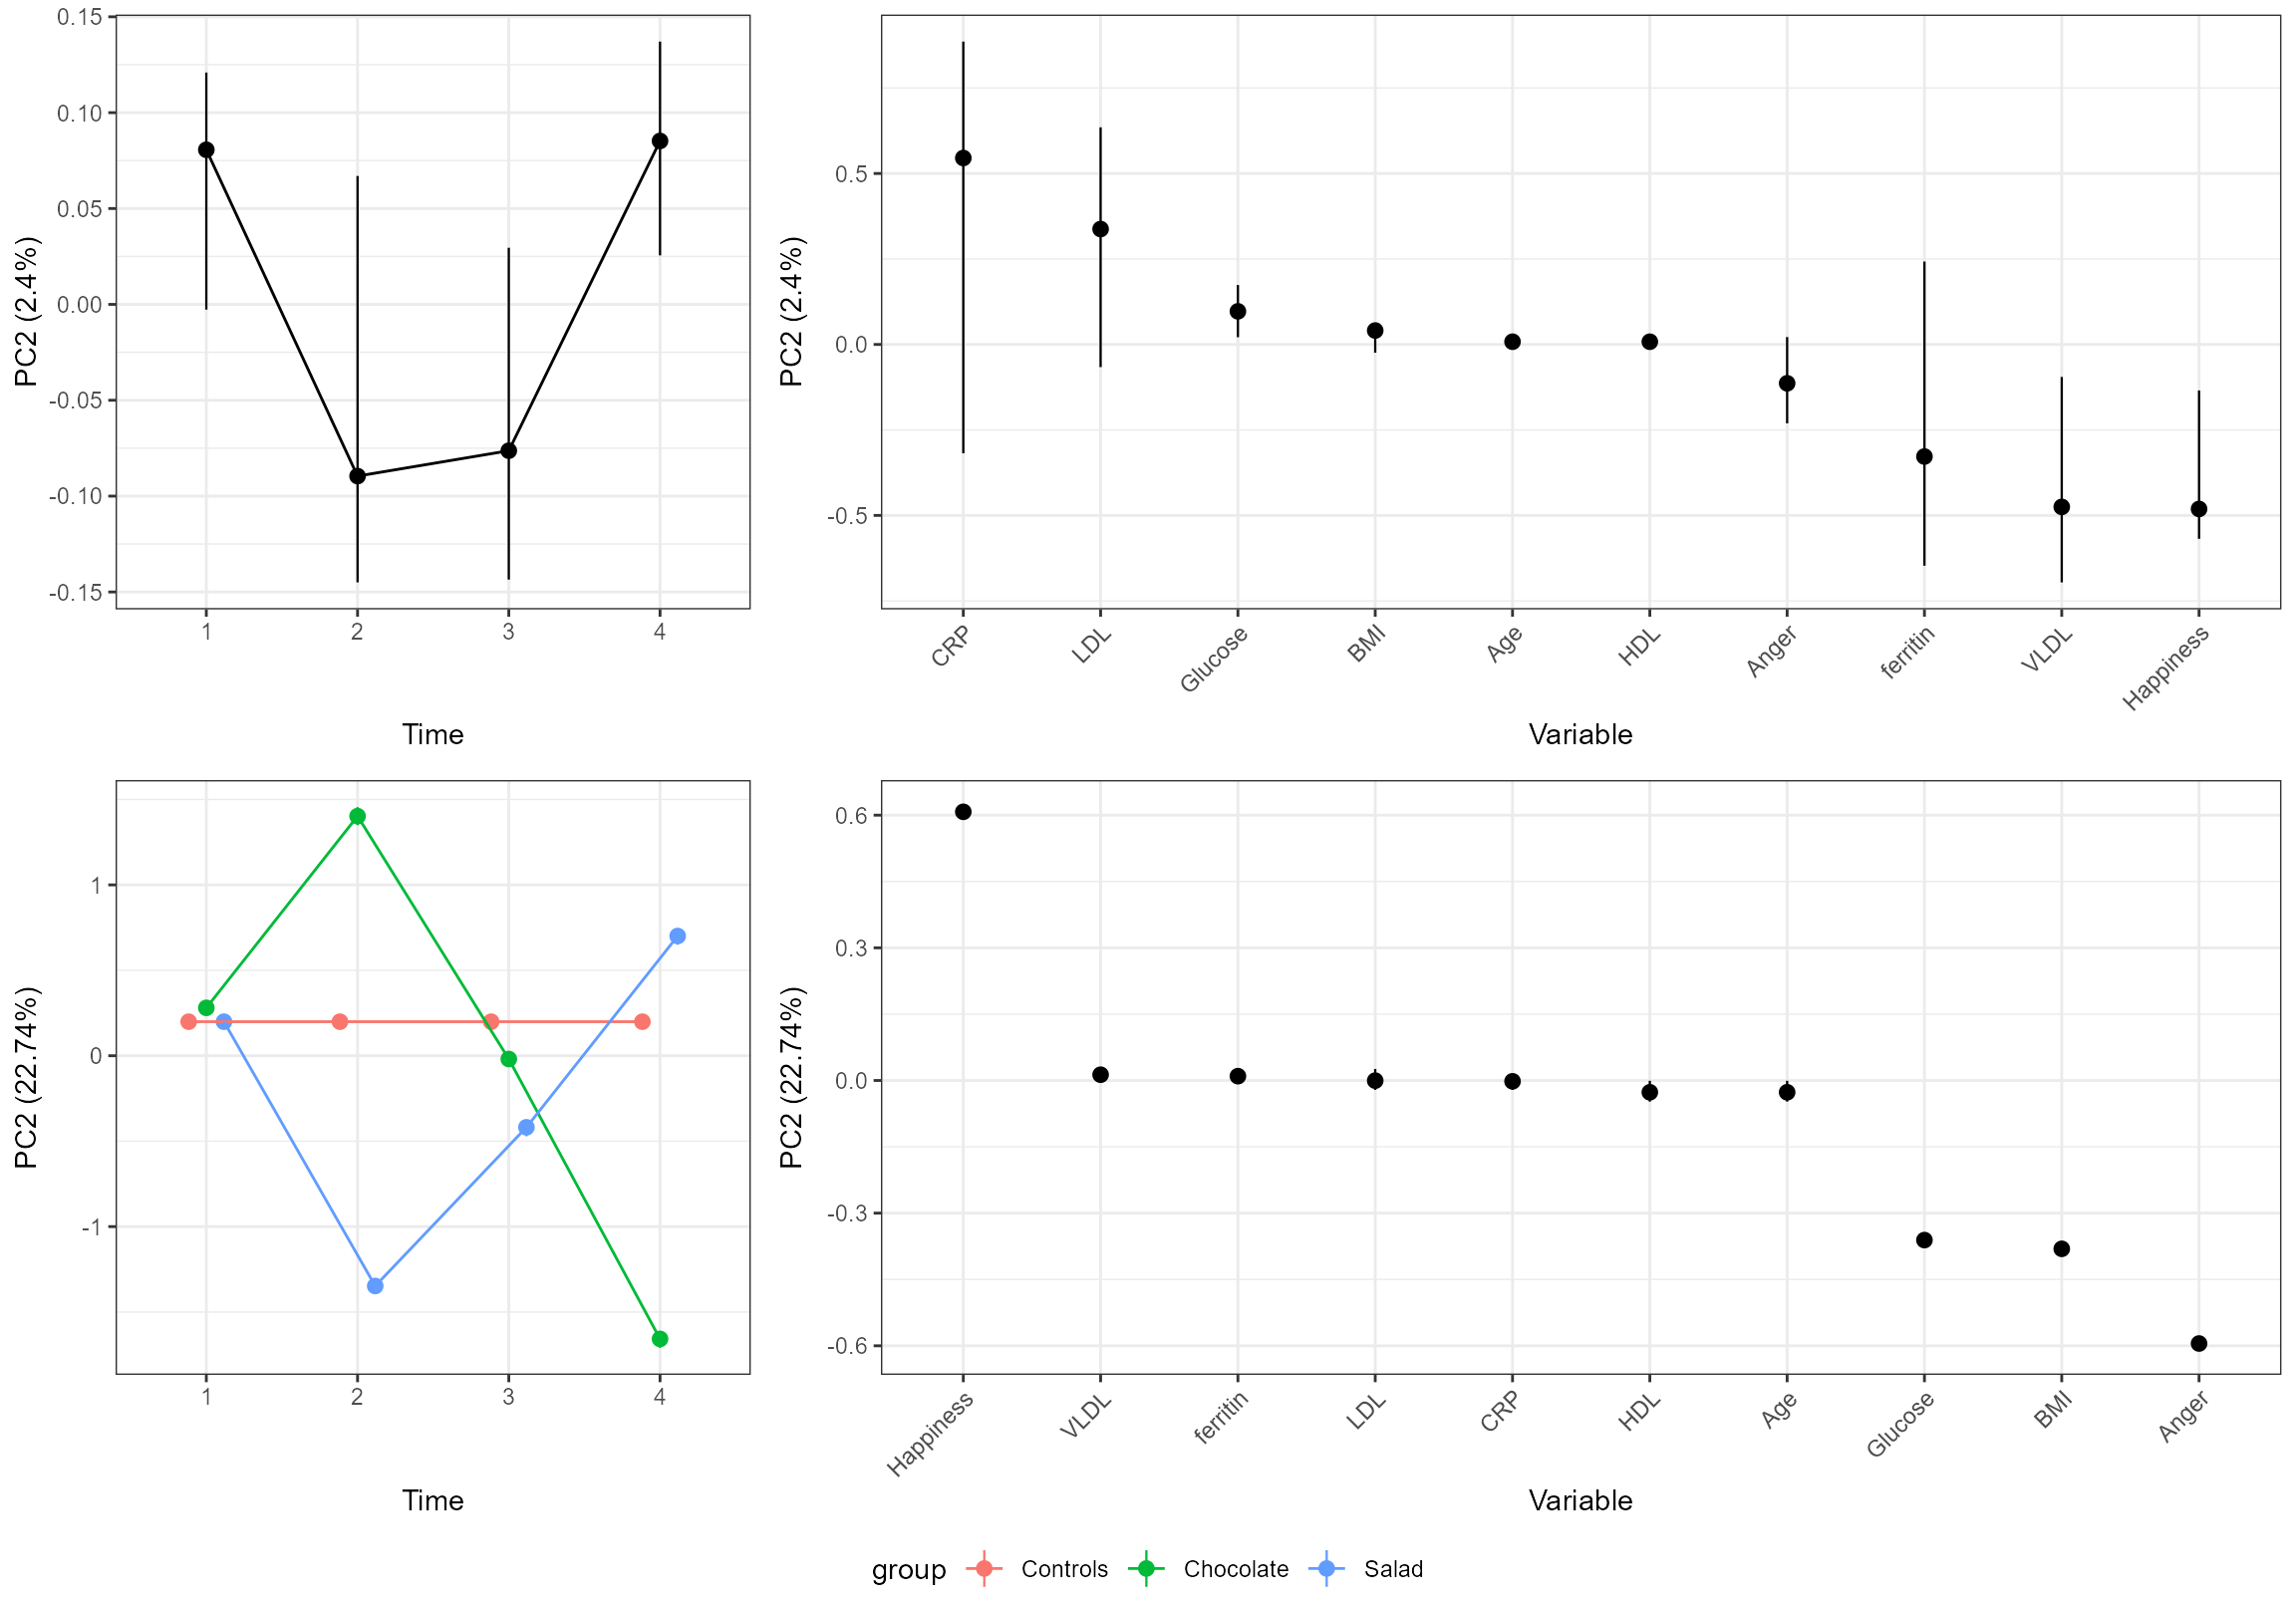 0.15
0.10
0.05
0.00
-0.05
-0.10
-0.15
PC2 (2.4%)
1 2 3 4
Time
0.5
0.0
-0.5
PC2 (2.4%)
CRP LDL Glucose BMI Age HDL Anger ferritin VLDL Happiness
Variable
1
0
-1
PC2 (22.74%)
1 2 3 4
Time
0.6
0.3
0.0
-0.3
-0.6
PC2 (22.74%)
Happiness VLDL ferritin LDL CRP HDL Age Glucose BMI Anger
Variable
group Controls Chocolate Salad